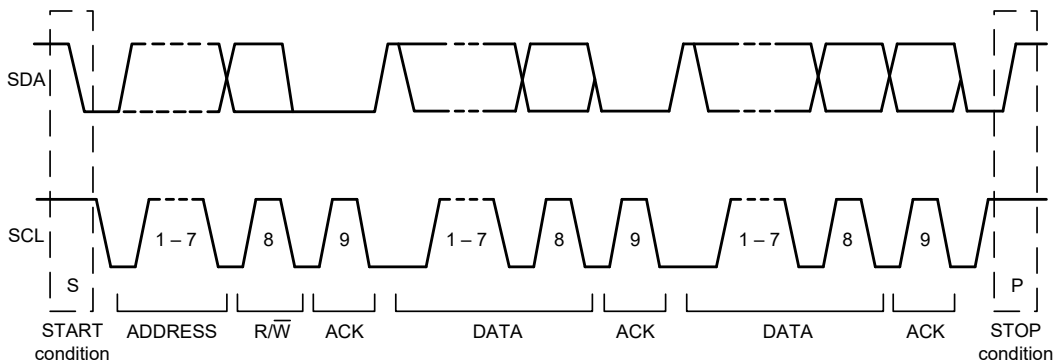 SDA
SCL
1 – 7
8
9
1 – 7
8
9
1 – 7
8
9
S
P
START
condition
ADDRESS
R/W̅
ACK
DATA
ACK
DATA
ACK
STOP
condition